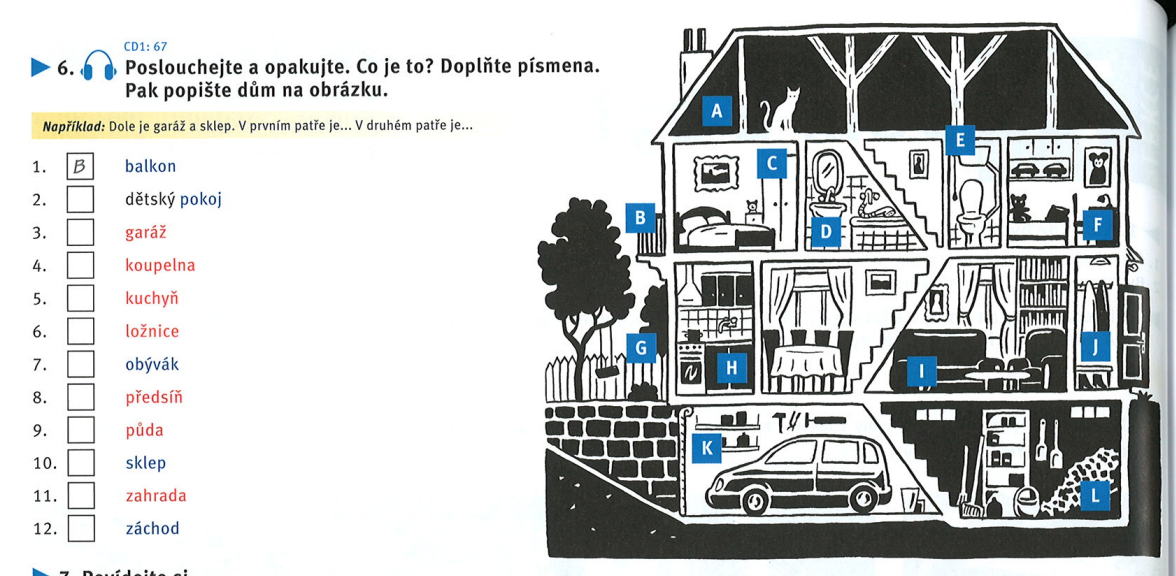 CD1: 67
6. Poslouchejte a opakujte. Co je to? Doplňte písmena.
Pak popište dům na obrázku.
Například: Dole je garáž a sklep. V prvním patře je... V druhém patře je...
1. B balkon
2. dětský pokoj
3. garáž
4. koupelna
5. kuchyň
6. ložnice
7. obývák
8. předsíň
9. půda
10. sklep
11. zahrada
12. záchod
A
E
C
B
D
F
G
H
I
J
K
L